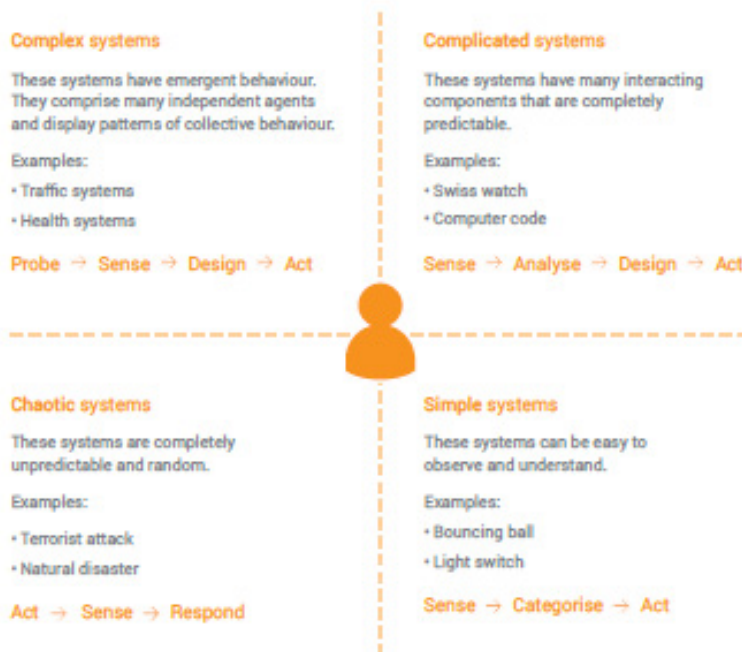 Complex systems
These systems have emergent behaviour.
They comprise many independent agents
and display patterns of collective behaviour.
Examples:
• Traffic systems
• Health systems
Probe → Sense → Design → Act
Complicated systems
These systems have many interacting
components that are completely
predictable.
Examples:
• Swiss watch
• Computer code
Sense → Analyse → Design → Act
Chaotic systems
These systems are completely
unpredictable and random.
Examples:
• Terrorist attack
• Natural disaster
Act → Sense → Respond
Simple systems
These systems can be easy to
observe and understand.
Examples:
• Bouncing ball
• Light switch
Sense → Categorise → Act